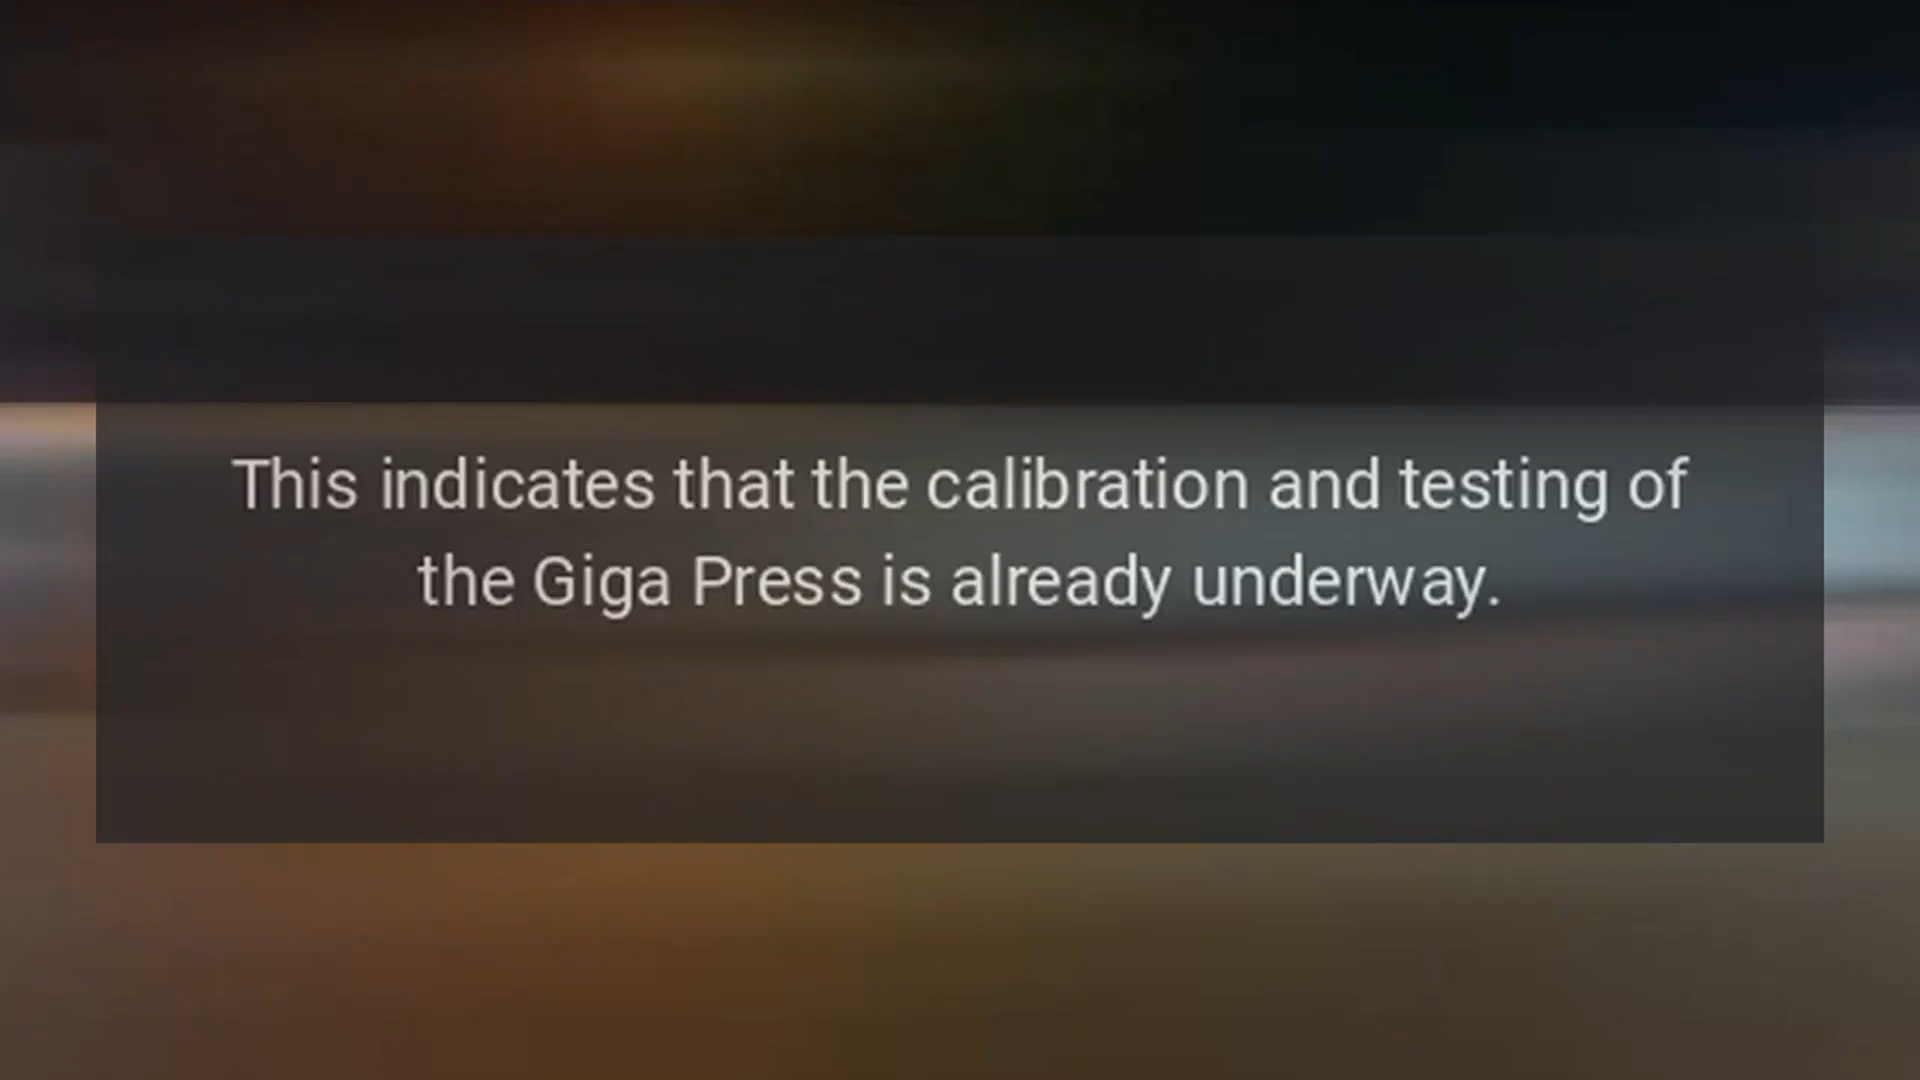 This indicates that the calibration and testing of
the Giga Press is already underway.